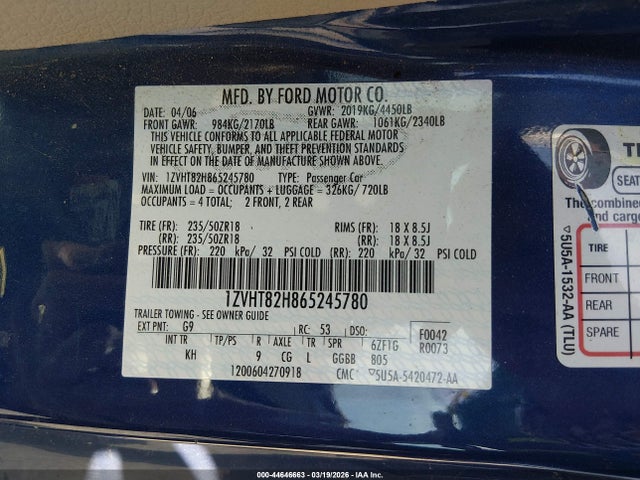 MFD. BY FORD MOTOR CO.
DATE: 04/06 GVWR: 2019KG/4450LB
FRONT GAWR: 984KG/2170LB REAR GAWR: 1061KG/2340LB
THIS VEHICLE CONFORMS TO ALL APPLICABLE FEDERAL MOTOR
VEHICLE SAFETY, BUMPER, AND THEFT PREVENTION STANDARDS
IN EFFECT ON THE DATE OF MANUFACTURE SHOWN ABOVE.
VIN: 1ZVHT82H865245780 TYPE: Passenger Car
MAXIMUM LOAD = OCCUPANTS + LUGGAGE = 326KG/720LB
OCCUPANTS = 4 TOTAL; 2 FRONT, 2 REAR
TIRE (FR): 235/50ZR18 RIMS (FR): 18 X 8.5J
(RR): 235/50ZR18 (RR): 18 X 8.5J
PRESSURE (FR): 220 kPa/ 32 PSI COLD (RR): 220 kPa/ 32 PSI COLD
1ZVHT82H865245780
TRAILER TOWING - SEE OWNER GUIDE
EXT PNT: G9 RC: 53 DSO: F0042
INT TR TP/PS R AXLE TR SPR 6ZF1G R0073
KH 9 CG L GGBB 805
1200604270918 CMC ▽5U5A-5420472-AA
SEAT
The combined
and cargo
TIRE
FRONT
REAR
SPARE
▽5U5A-1532-AA (TLU)
000-44646663 | 03/19/2026 - IAA Inc.